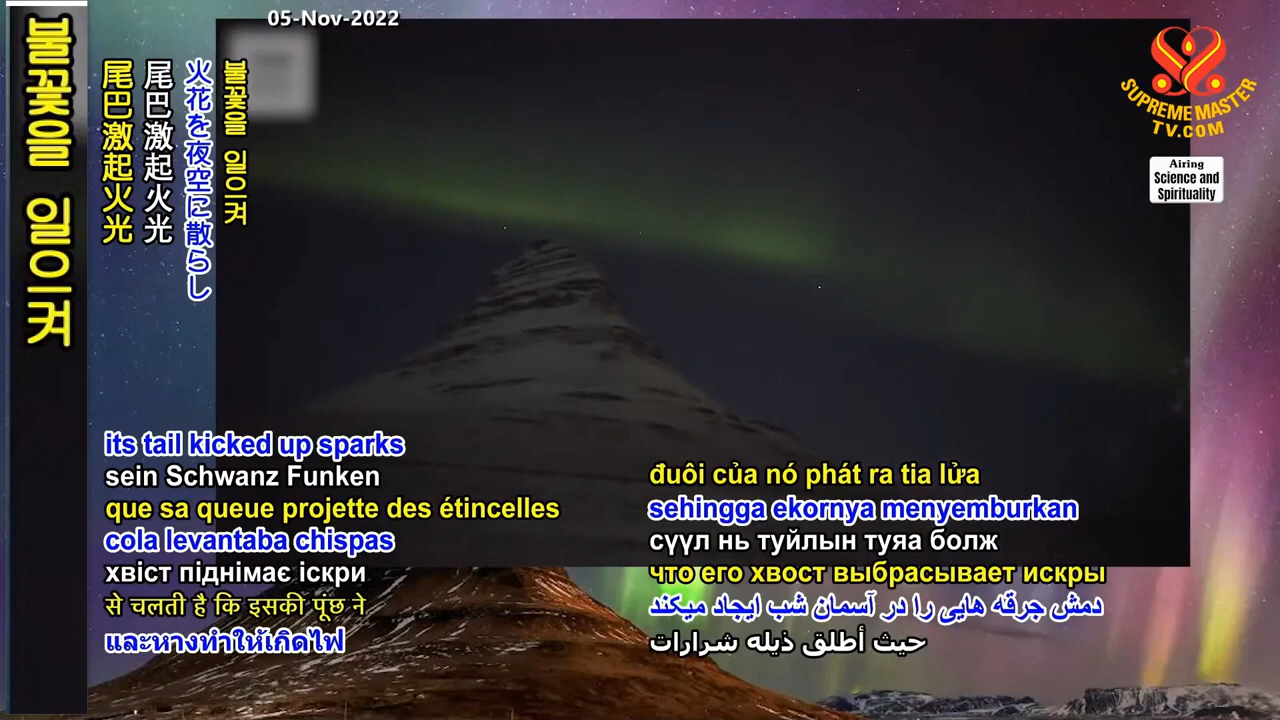 05-Nov-2022
불꽃을 일으켜
尾巴激起火光
尾巴激起火光
火花を夜空に散らし
불꽃을 일으켜
SUPREME MASTER
TV.COM
Airing
Science and
Spirituality
its tail kicked up sparks
sein Schwanz Funken
que sa queue projette des étincelles
cola levantaba chispas
хвіст піднімає іскри
से चलती है कि इसकी पूंछ ने
และหางทำให้เกิดไฟ
đuôi của nó phát ra tia lửa
sehingga ekornya menyemburkan
сүүл нь туйлын туяа болж
что его хвост выбрасывает искры
دمش جرقه هایی را در آسمان شب ایجاد میکند
حيث أطلق ذيله شرارات